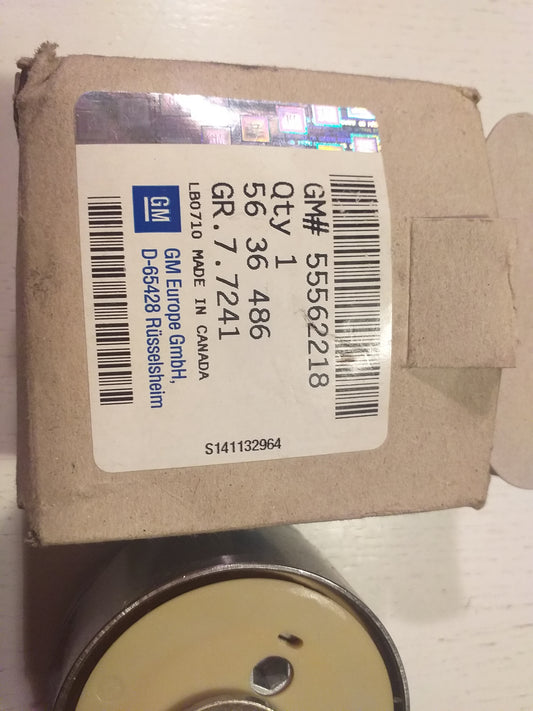 GM# 55562218
Qty 1
56 36 486
GR.7.7241
LB0710 MADE IN CANADA
GM
GM Europe GmbH,
D-65428 Rüsselsheim
S141132964